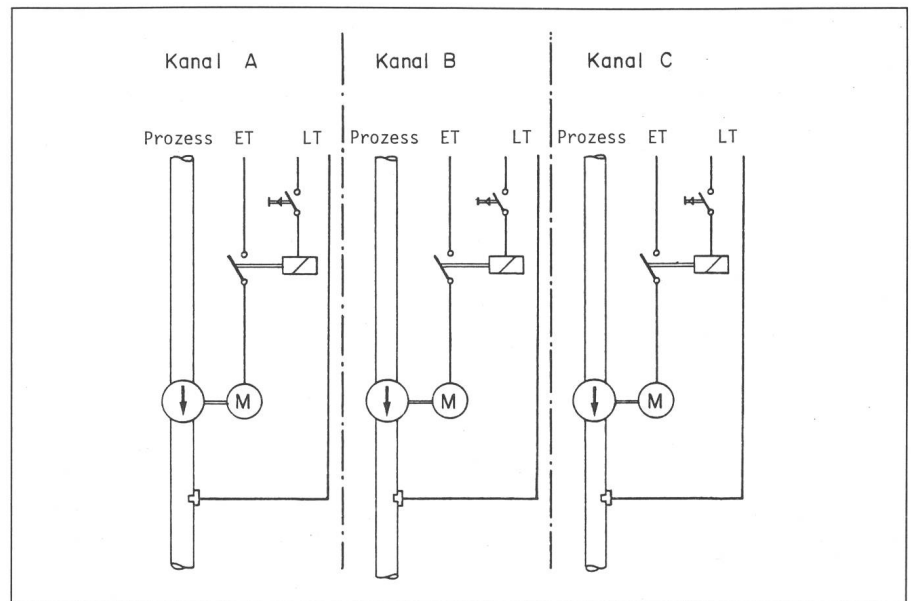 Kanal A
Kanal B
Kanal C
Prozess ET LT
Prozess ET LT
Prozess ET LT
M
M
M